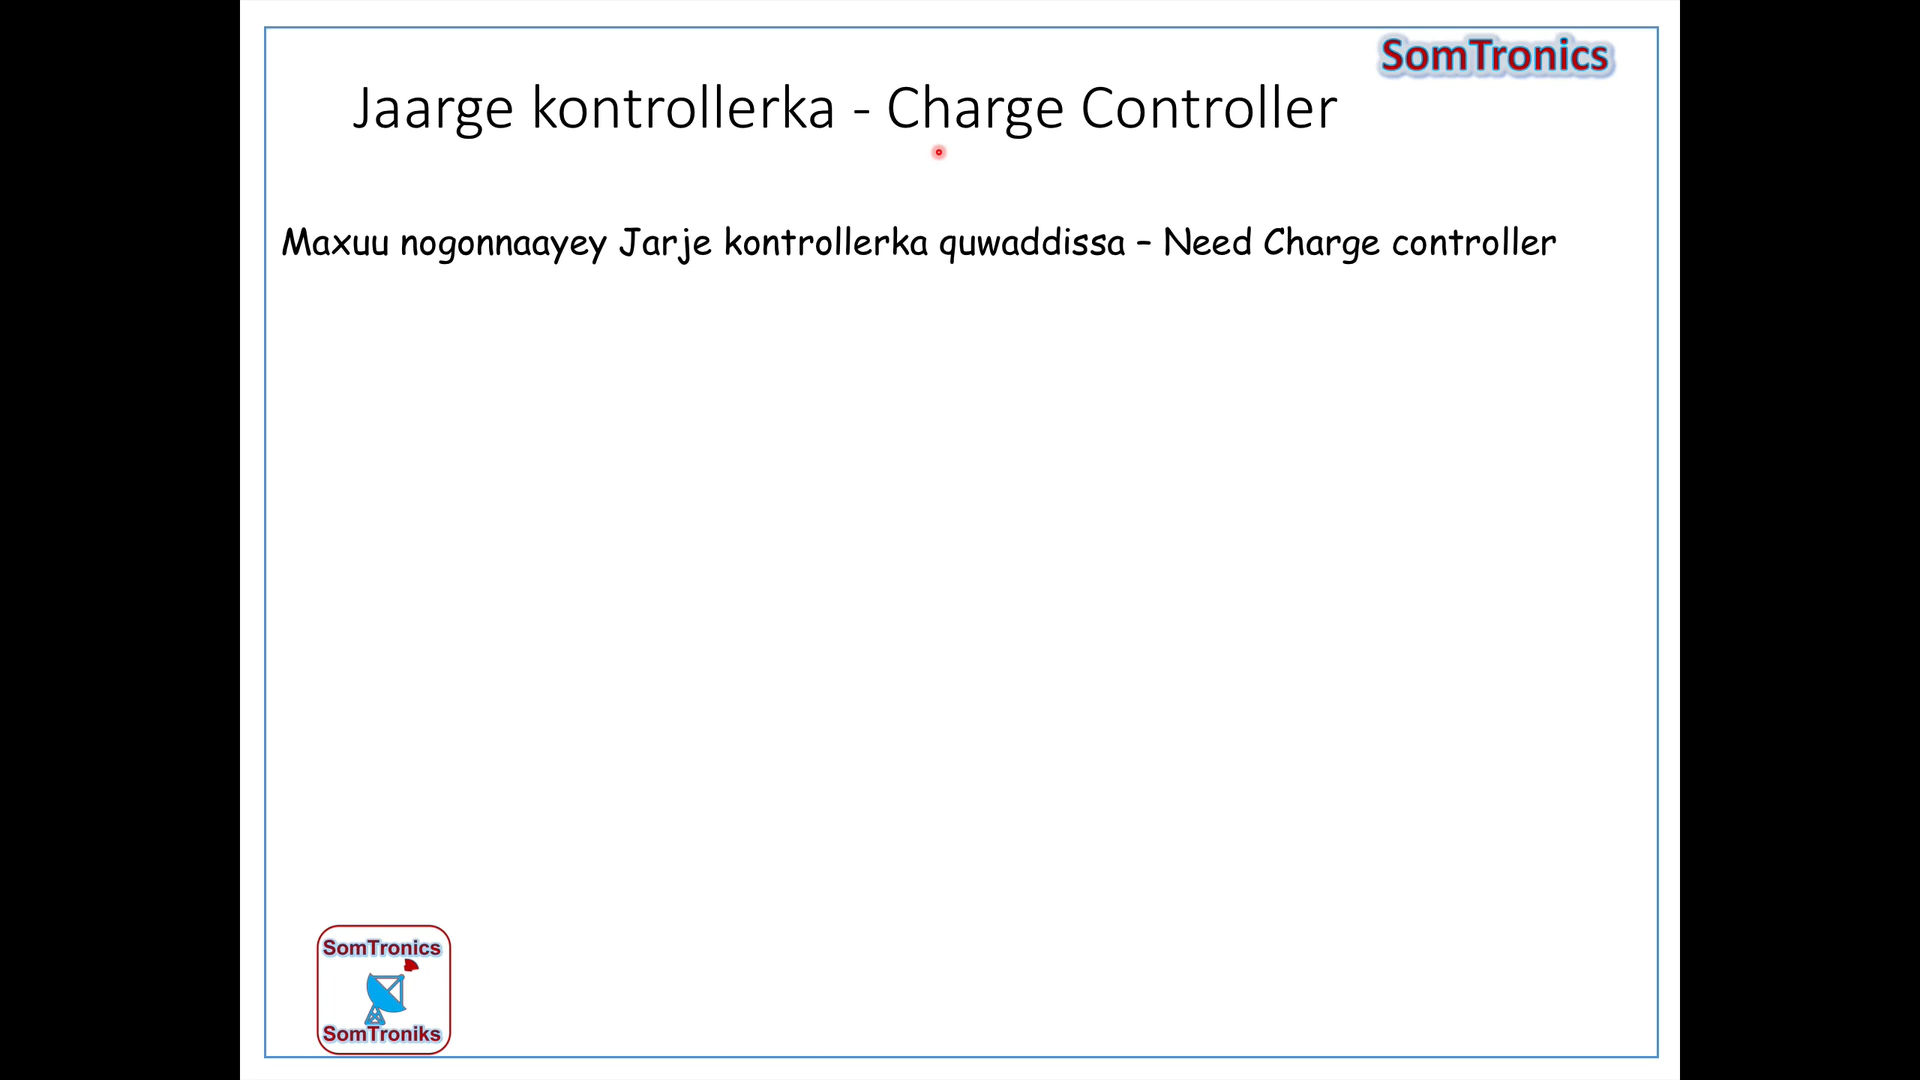 SomTronics
Jaarge kontrollerka - Charge Controller
Maxuu nogonnaayey Jarje kontrollerka quwaddissa – Need Charge controller
SomTronics
SomTroniks